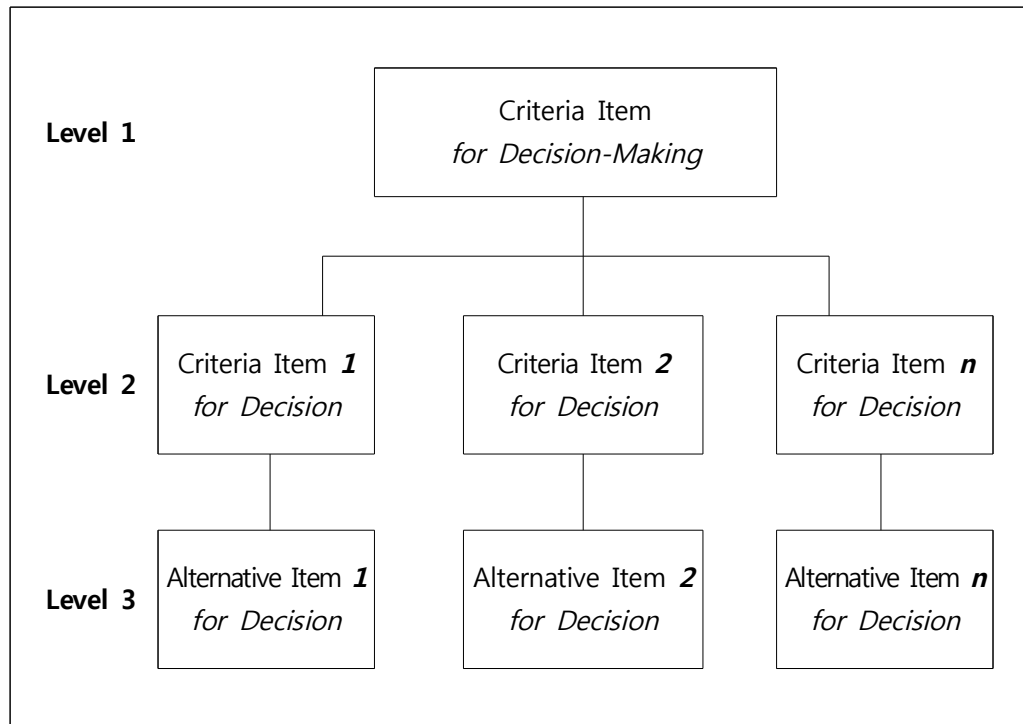 Level 1
Criteria Item
for Decision-Making
Level 2
Criteria Item 1
for Decision
Criteria Item 2
for Decision
Criteria Item n
for Decision
Level 3
Alternative Item 1
for Decision
Alternative Item 2
for Decision
Alternative Item n
for Decision